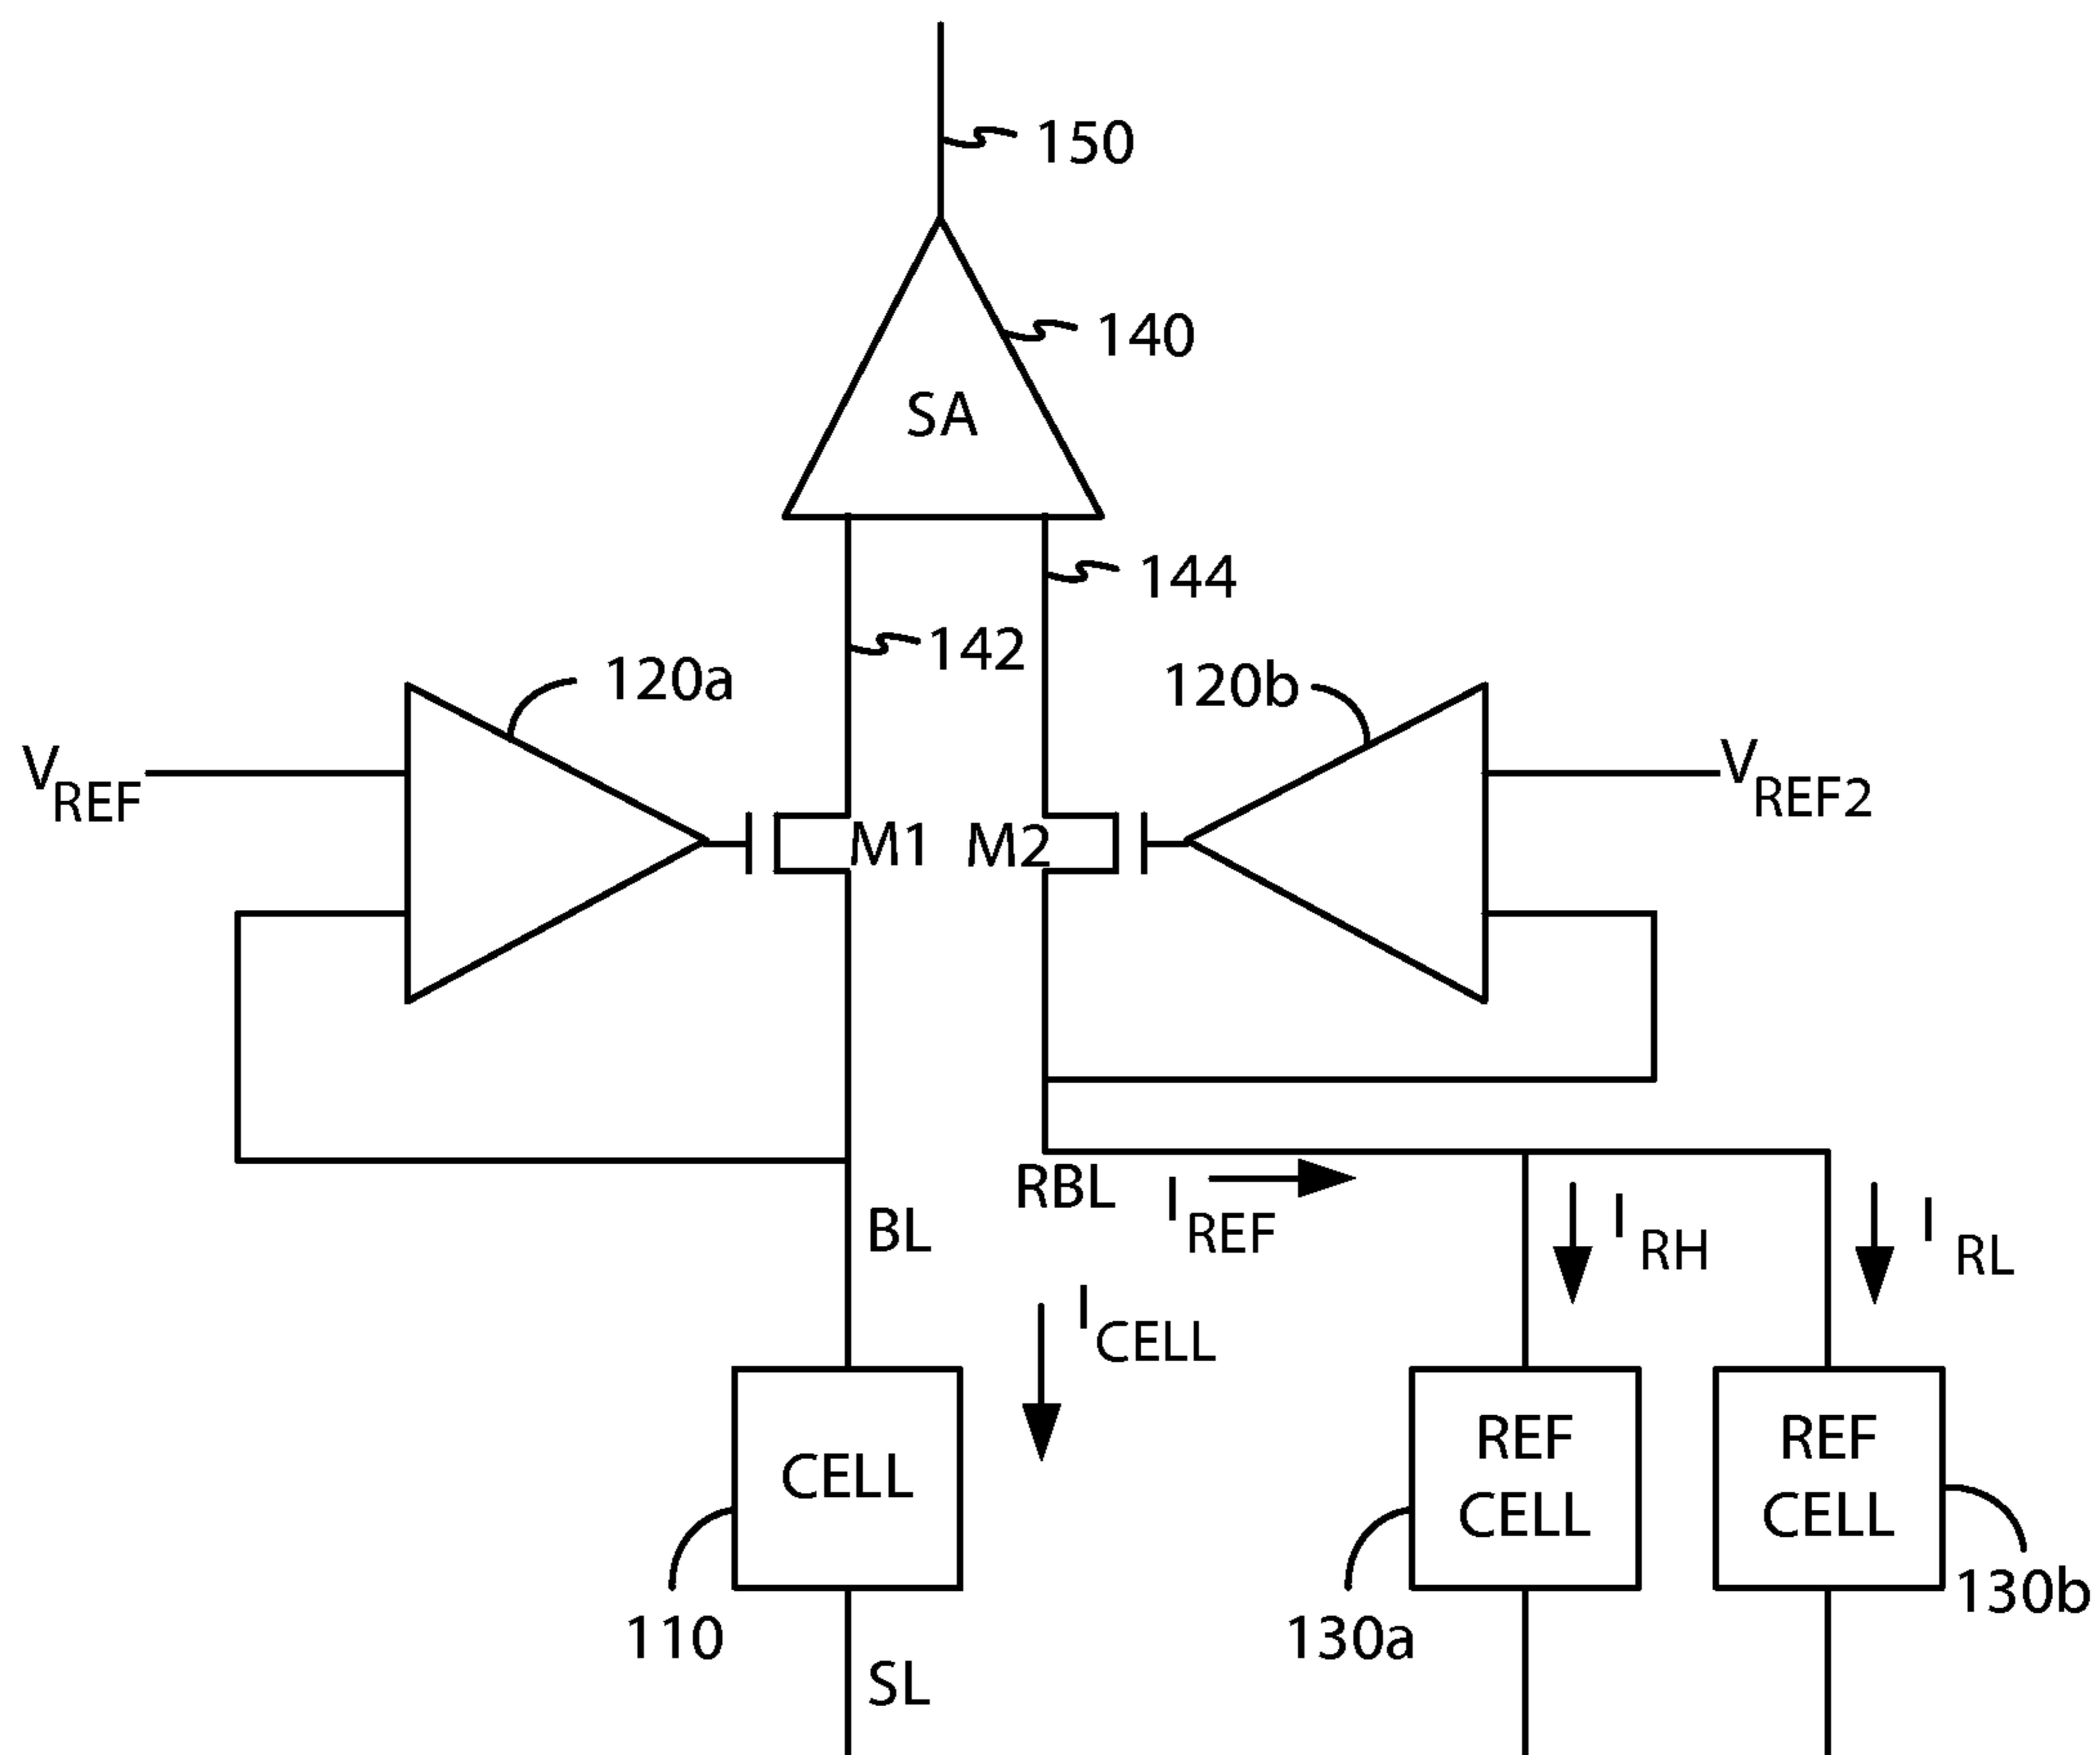 150
140
SA
144
142
120a
120b
VREF
VREF2
M1
M2
RBL
IREF
BL
IRH
IRL
ICELL
CELL
REF
CELL
REF
CELL
110
130a
130b
SL